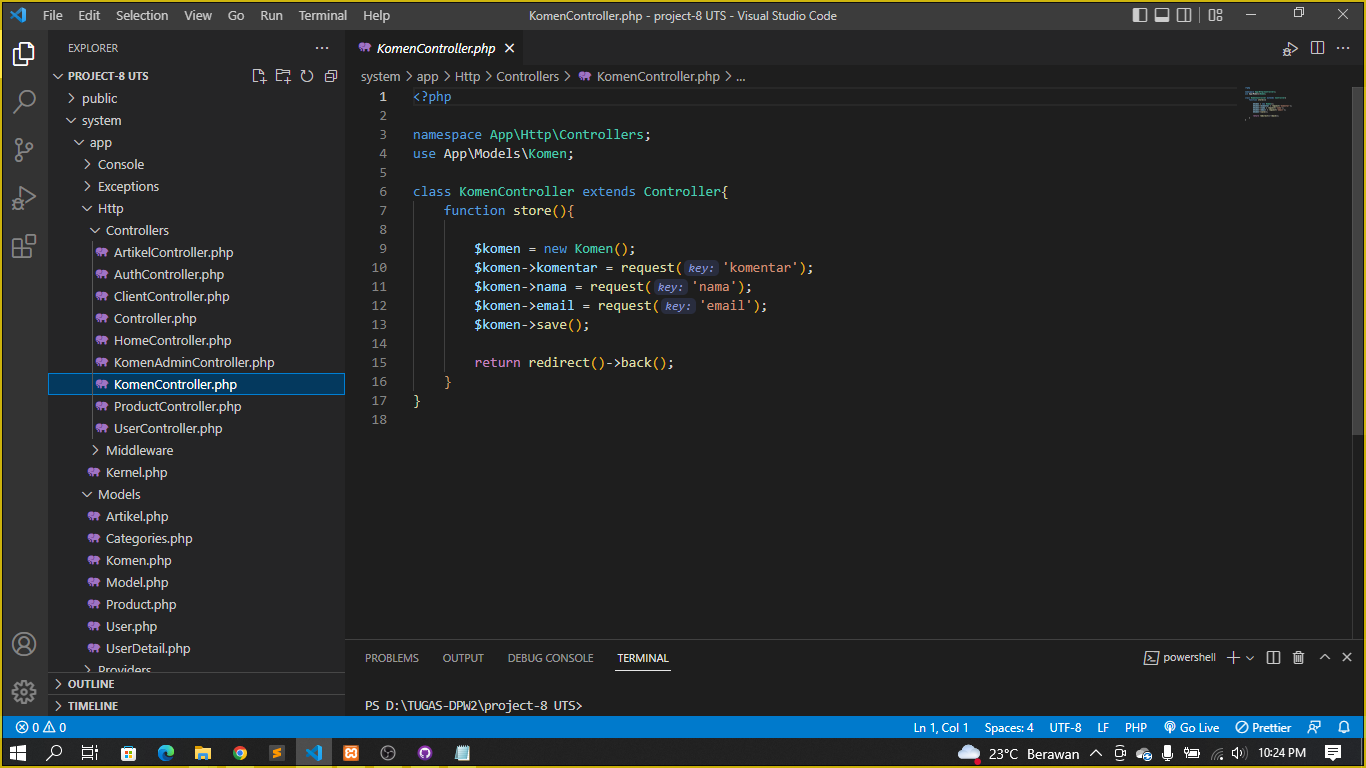 File Edit Selection View Go Run Terminal Help KomenController.php - project-8 UTS - Visual Studio Code
EXPLORER
PROJECT-8 UTS
public
system
app
Console
Exceptions
Http
Controllers
ArtikelController.php
AuthController.php
ClientController.php
Controller.php
HomeController.php
KomenAdminController.php
KomenController.php
ProductController.php
UserController.php
Middleware
Kernel.php
Models
Artikel.php
Categories.php
Komen.php
Model.php
Product.php
User.php
UserDetail.php
Providers
OUTLINE
TIMELINE
KomenController.php
system > app > Http > Controllers > KomenController.php > ...
1 <?php
2
3 namespace App\Http\Controllers;
4 use App\Models\Komen;
5
6 class KomenController extends Controller{
7 function store(){
8
9 $komen = new Komen();
10 $komen->komentar = request(key: 'komentar');
11 $komen->nama = request(key: 'nama');
12 $komen->email = request(key: 'email');
13 $komen->save();
14
15 return redirect()->back();
16 }
17 }
18
PROBLEMS OUTPUT DEBUG CONSOLE TERMINAL powershell
PS D:\TUGAS-DPW2\project-8 UTS>
0 0 Ln 1, Col 1 Spaces: 4 UTF-8 LF PHP Go Live Prettier
23°C Berawan 10:24 PM